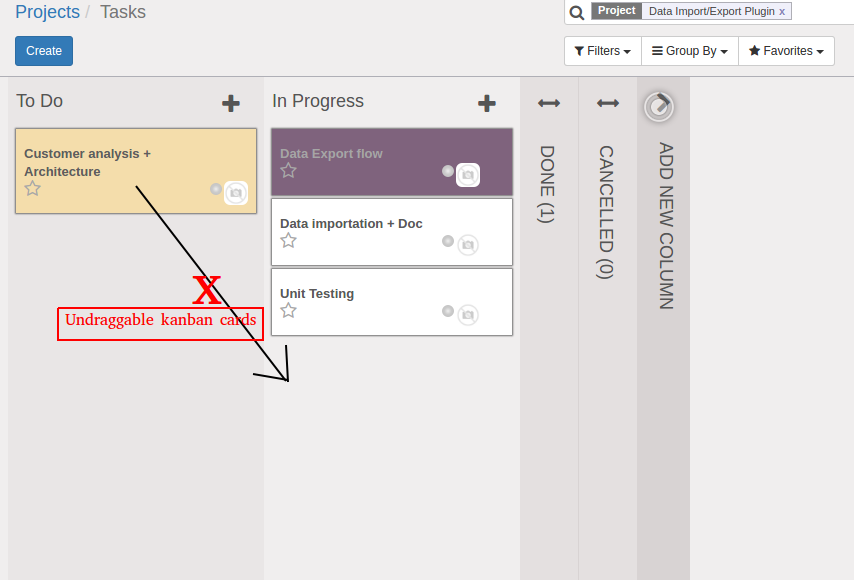 Projects / Tasks
Project Data Import/Export Plugin x
Create
Filters Group By Favorites
To Do
In Progress
Customer analysis +
Architecture
Data Export flow
Data importation + Doc
Unit Testing
X
Undraggable kanban cards
DONE (1)
CANCELLED (0)
ADD NEW COLUMN